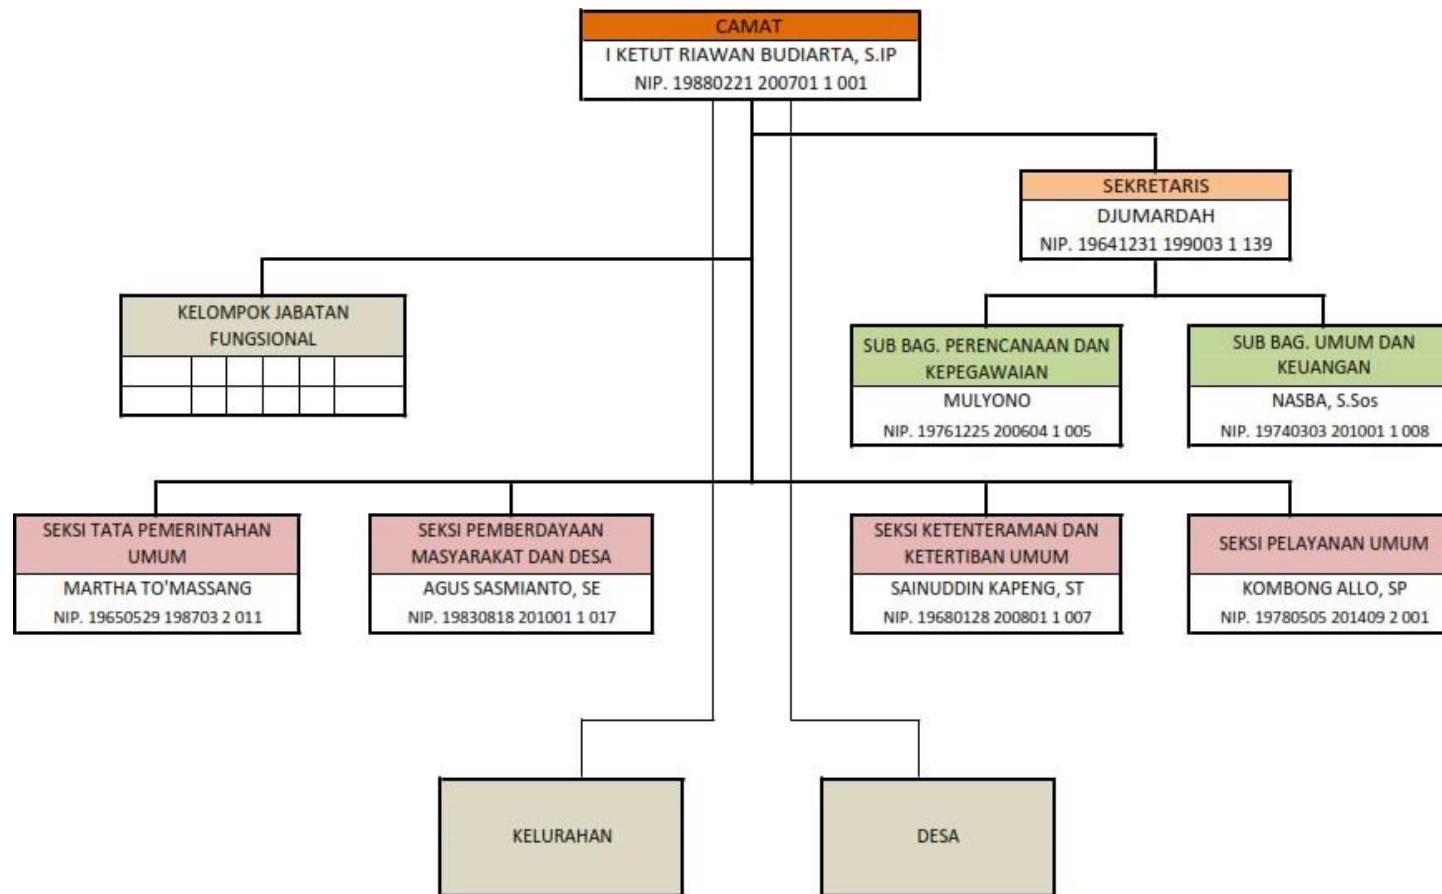 CAMAT
I KETUT RIAWAN BUDIARTA, S.IP
NIP. 19880221 200701 1 001
SEKRETARIS
DJUMARDAH
NIP. 19641231 199003 1 139
KELOMPOK JABATAN
FUNGSIONAL
SUB BAG. PERENCANAAN DAN
KEPEGAWAIAN
MULYONO
NIP. 19761225 200604 1 005
SUB BAG. UMUM DAN
KEUANGAN
NASBA, S.Sos
NIP. 19740303 201001 1 008
SEKSI TATA PEMERINTAHAN
UMUM
MARTHA TO'MASSANG
NIP. 19650529 198703 2 011
SEKSI PEMBERDAYAAN
MASYARAKAT DAN DESA
AGUS SASMIANTO, SE
NIP. 19830818 201001 1 017
SEKSI KETENTERAMAN DAN
KETERTIBAN UMUM
SAINUDDIN KAPENG, ST
NIP. 19680128 200801 1 007
SEKSI PELAYANAN UMUM
KOMBONG ALLO, SP
NIP. 19780505 201409 2 001
KELURAHAN
DESA